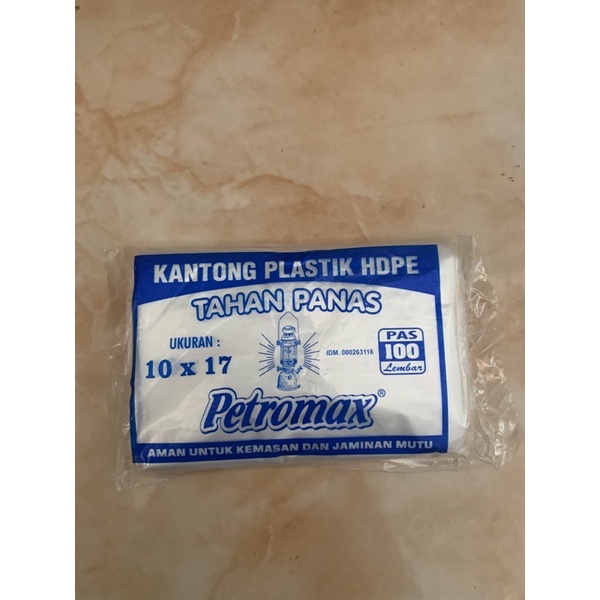 KANTONG PLASTIK HDPE
TAHAN PANAS
UKURAN :
10 x 17
IDM. 000263116
PAS
100
Lembar
Petromax®
AMAN UNTUK KEMASAN DAN JAMINAN MUTU